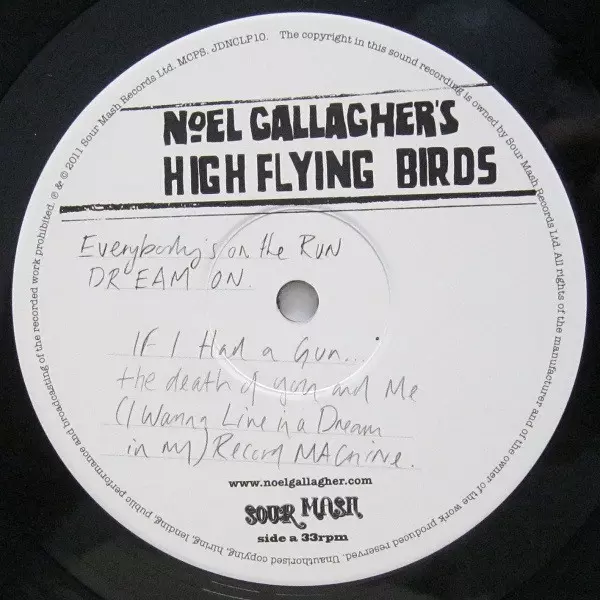 ℗ & © 2011 Sour Mash Records Ltd. MCPS. JDNCLP10. The copyright in this sound recording is owned by Sour Mash Records Ltd. All rights of the manufacturer and of the owner of the work produced reserved. Unauthorised copying, hiring, lending, public performance and broadcasting of the recorded work prohibited.
NOEL GALLAGHER'S
HIGH FLYING BIRDS
Everybody's on the RUN
DREAM ON.
IF I Had a Gun...
the death of you and Me
(I Wanna Live in a Dream
in my) Record MAChine.
www.noelgallagher.com
SOUR MASH
side a 33rpm